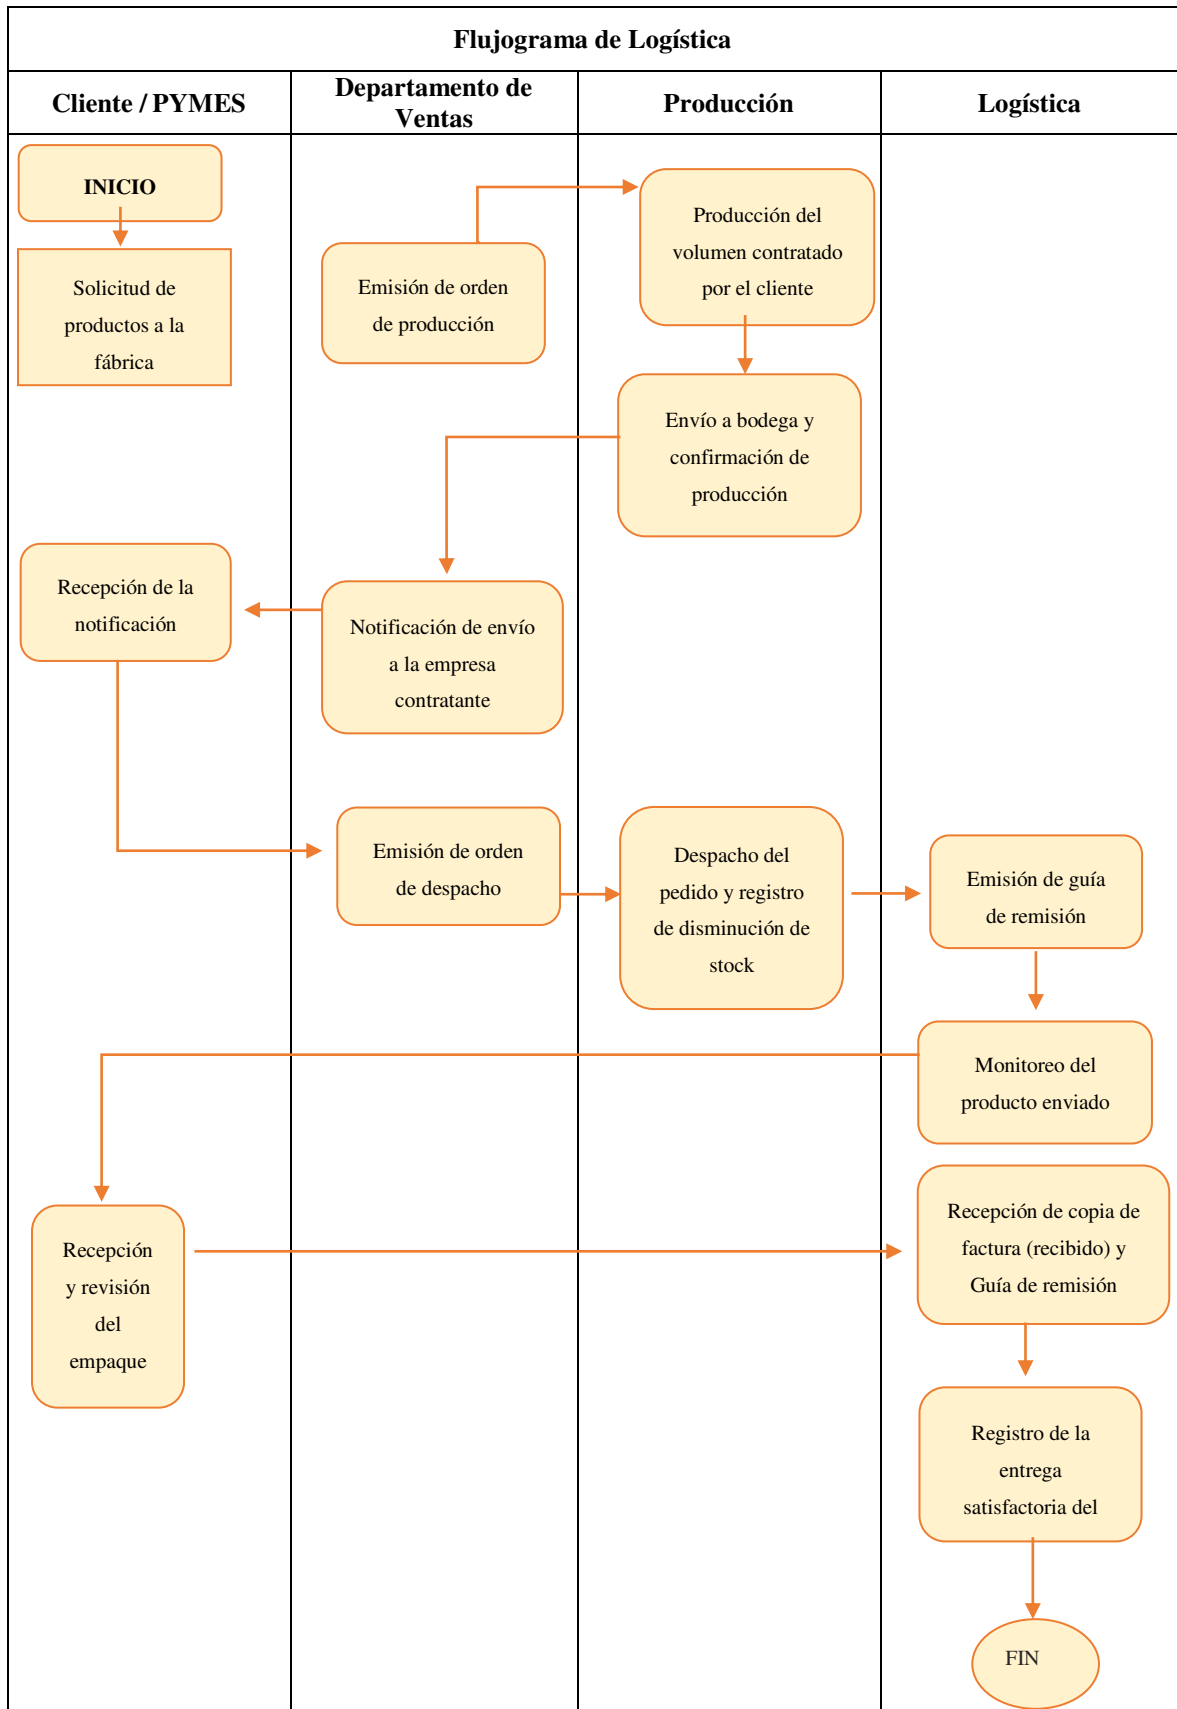 Flujograma de Logística
Cliente / PYMES
Departamento de
Ventas
Producción
Logística
INICIO
Solicitud de
productos a la
fábrica
Emisión de orden
de producción
Producción del
volumen contratado
por el cliente
Envío a bodega y
confirmación de
producción
Notificación de envío
a la empresa
contratante
Recepción de la
notificación
Emisión de orden
de despacho
Despacho del
pedido y registro
de disminución de
stock
Emisión de guía
de remisión
Monitoreo del
producto enviado
Recepción
y revisión
del
empaque
Recepción de copia de
factura (recibido) y
Guía de remisión
Registro de la
entrega
satisfactoria del
FIN